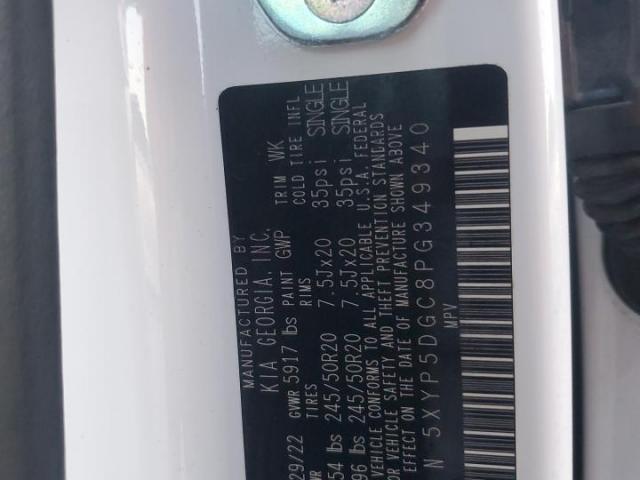 MANUFACTURED BY
KIA GEORGIA, INC.
29/22 GVWR 5917 lbs PAINT GWP TRIM WK
TIRES RIMS COLD TIRE INFL
54 lbs 245/50R20 7.5Jx20 35psi SINGLE
96 lbs 245/50R20 7.5Jx20 35psi SINGLE
VEHICLE CONFORMS TO ALL APPLICABLE U.S.A. FEDERAL
VEHICLE SAFETY AND THEFT PREVENTION STANDARDS
EFFECT ON DATE OF MANUFACTURE SHOWN ABOVE
N 5XYP5DGC8PG349340
MPV